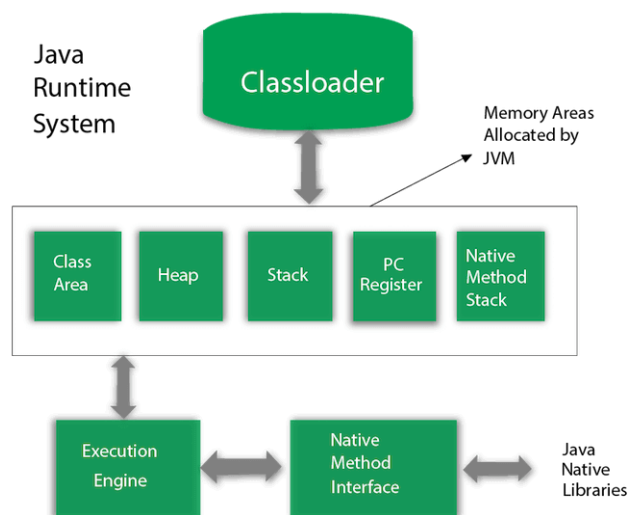 Java
Runtime
System
Classloader
Memory Areas
Allocated by
JVM
Class
Area
Heap
Stack
PC
Register
Native
Method
Stack
Execution
Engine
Native
Method
Interface
Java
Native
Libraries